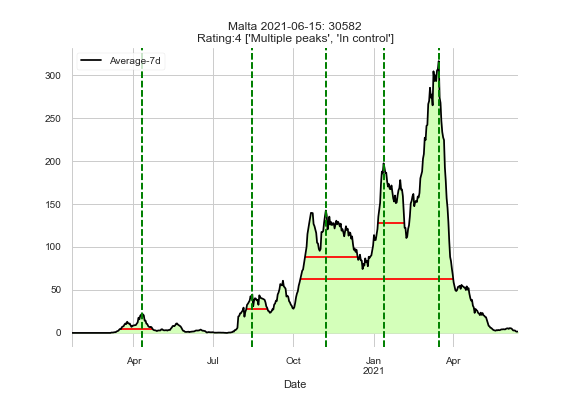 Malta 2021-06-15: 30582
Rating:4 ['Multiple peaks', 'In control']
Average-7d
300
250
200
150
100
50
0
Apr
Jul
Oct
Jan
2021
Apr
Date